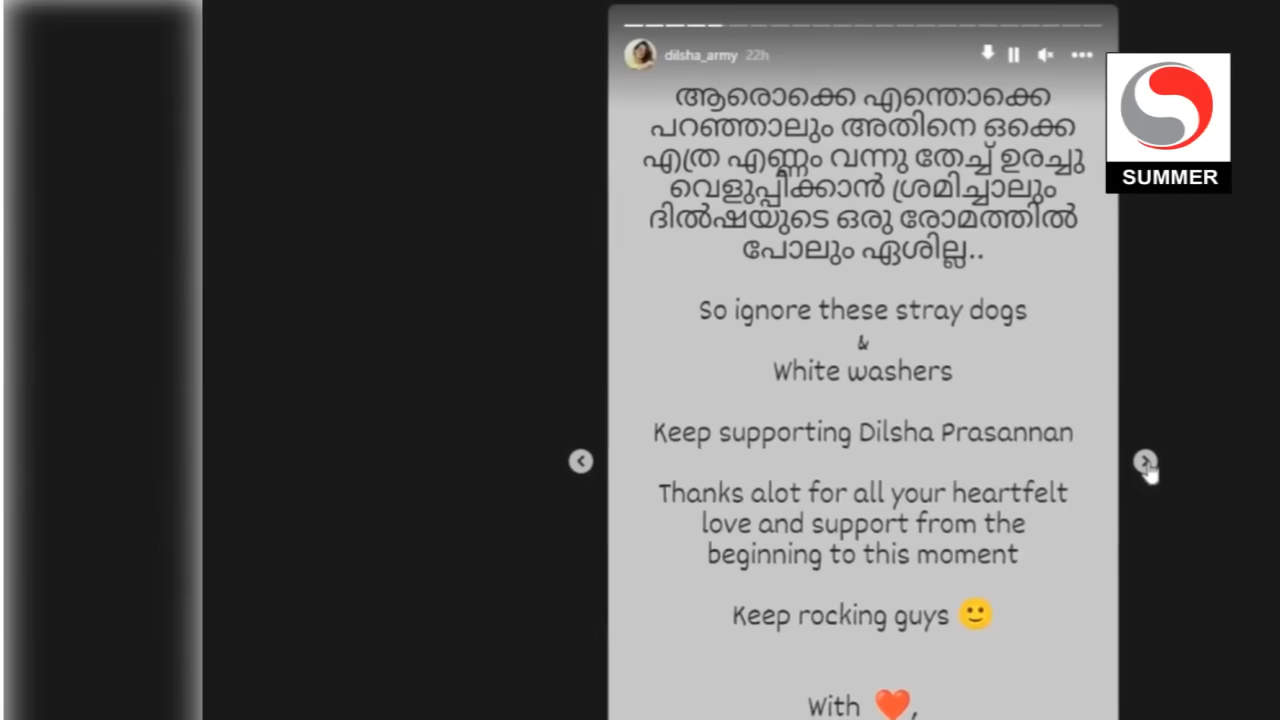 dilsha_army 22h
ആരൊക്കെ എന്തൊക്കെ
പറഞ്ഞാലും അതിനെ ഒക്കെ
എത്ര എണ്ണം വന്നു തേച്ച് ഉരച്ചു
വെളുപ്പിക്കാൻ ശ്രമിച്ചാലും
ദിൽഷയുടെ ഒരു രോമത്തിൽ
പോലും ഏശില്ല..
So ignore these stray dogs
&
White washers
Keep supporting Dilsha Prasannan
Thanks alot for all your heartfelt
love and support from the
beginning to this moment
Keep rocking guys 🙂
With ❤️,
SUMMER